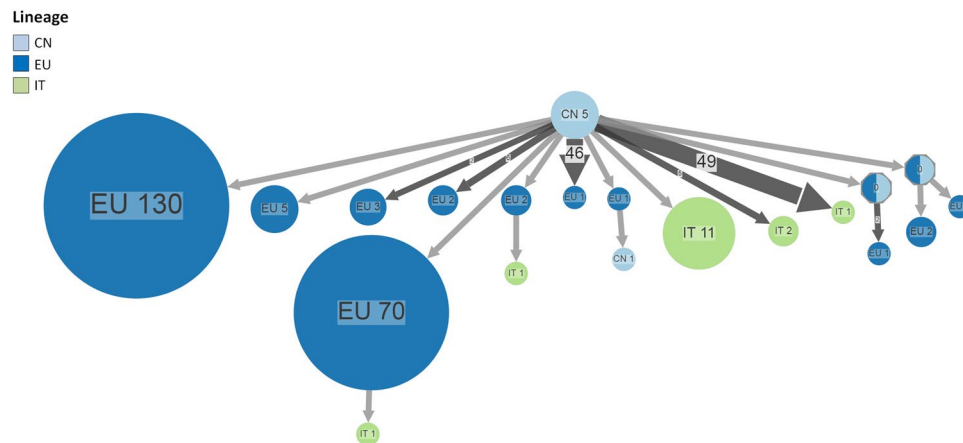 Lineage
CN
EU
IT
CN 5
46
49
0
0
EU 130
EU 5
EU 3
EU 2
EU 2
EU 1
EU 1
IT 11
IT 2
IT 1
EU 1
EU 2
EU
IT 1
CN 1
EU 70
IT 1